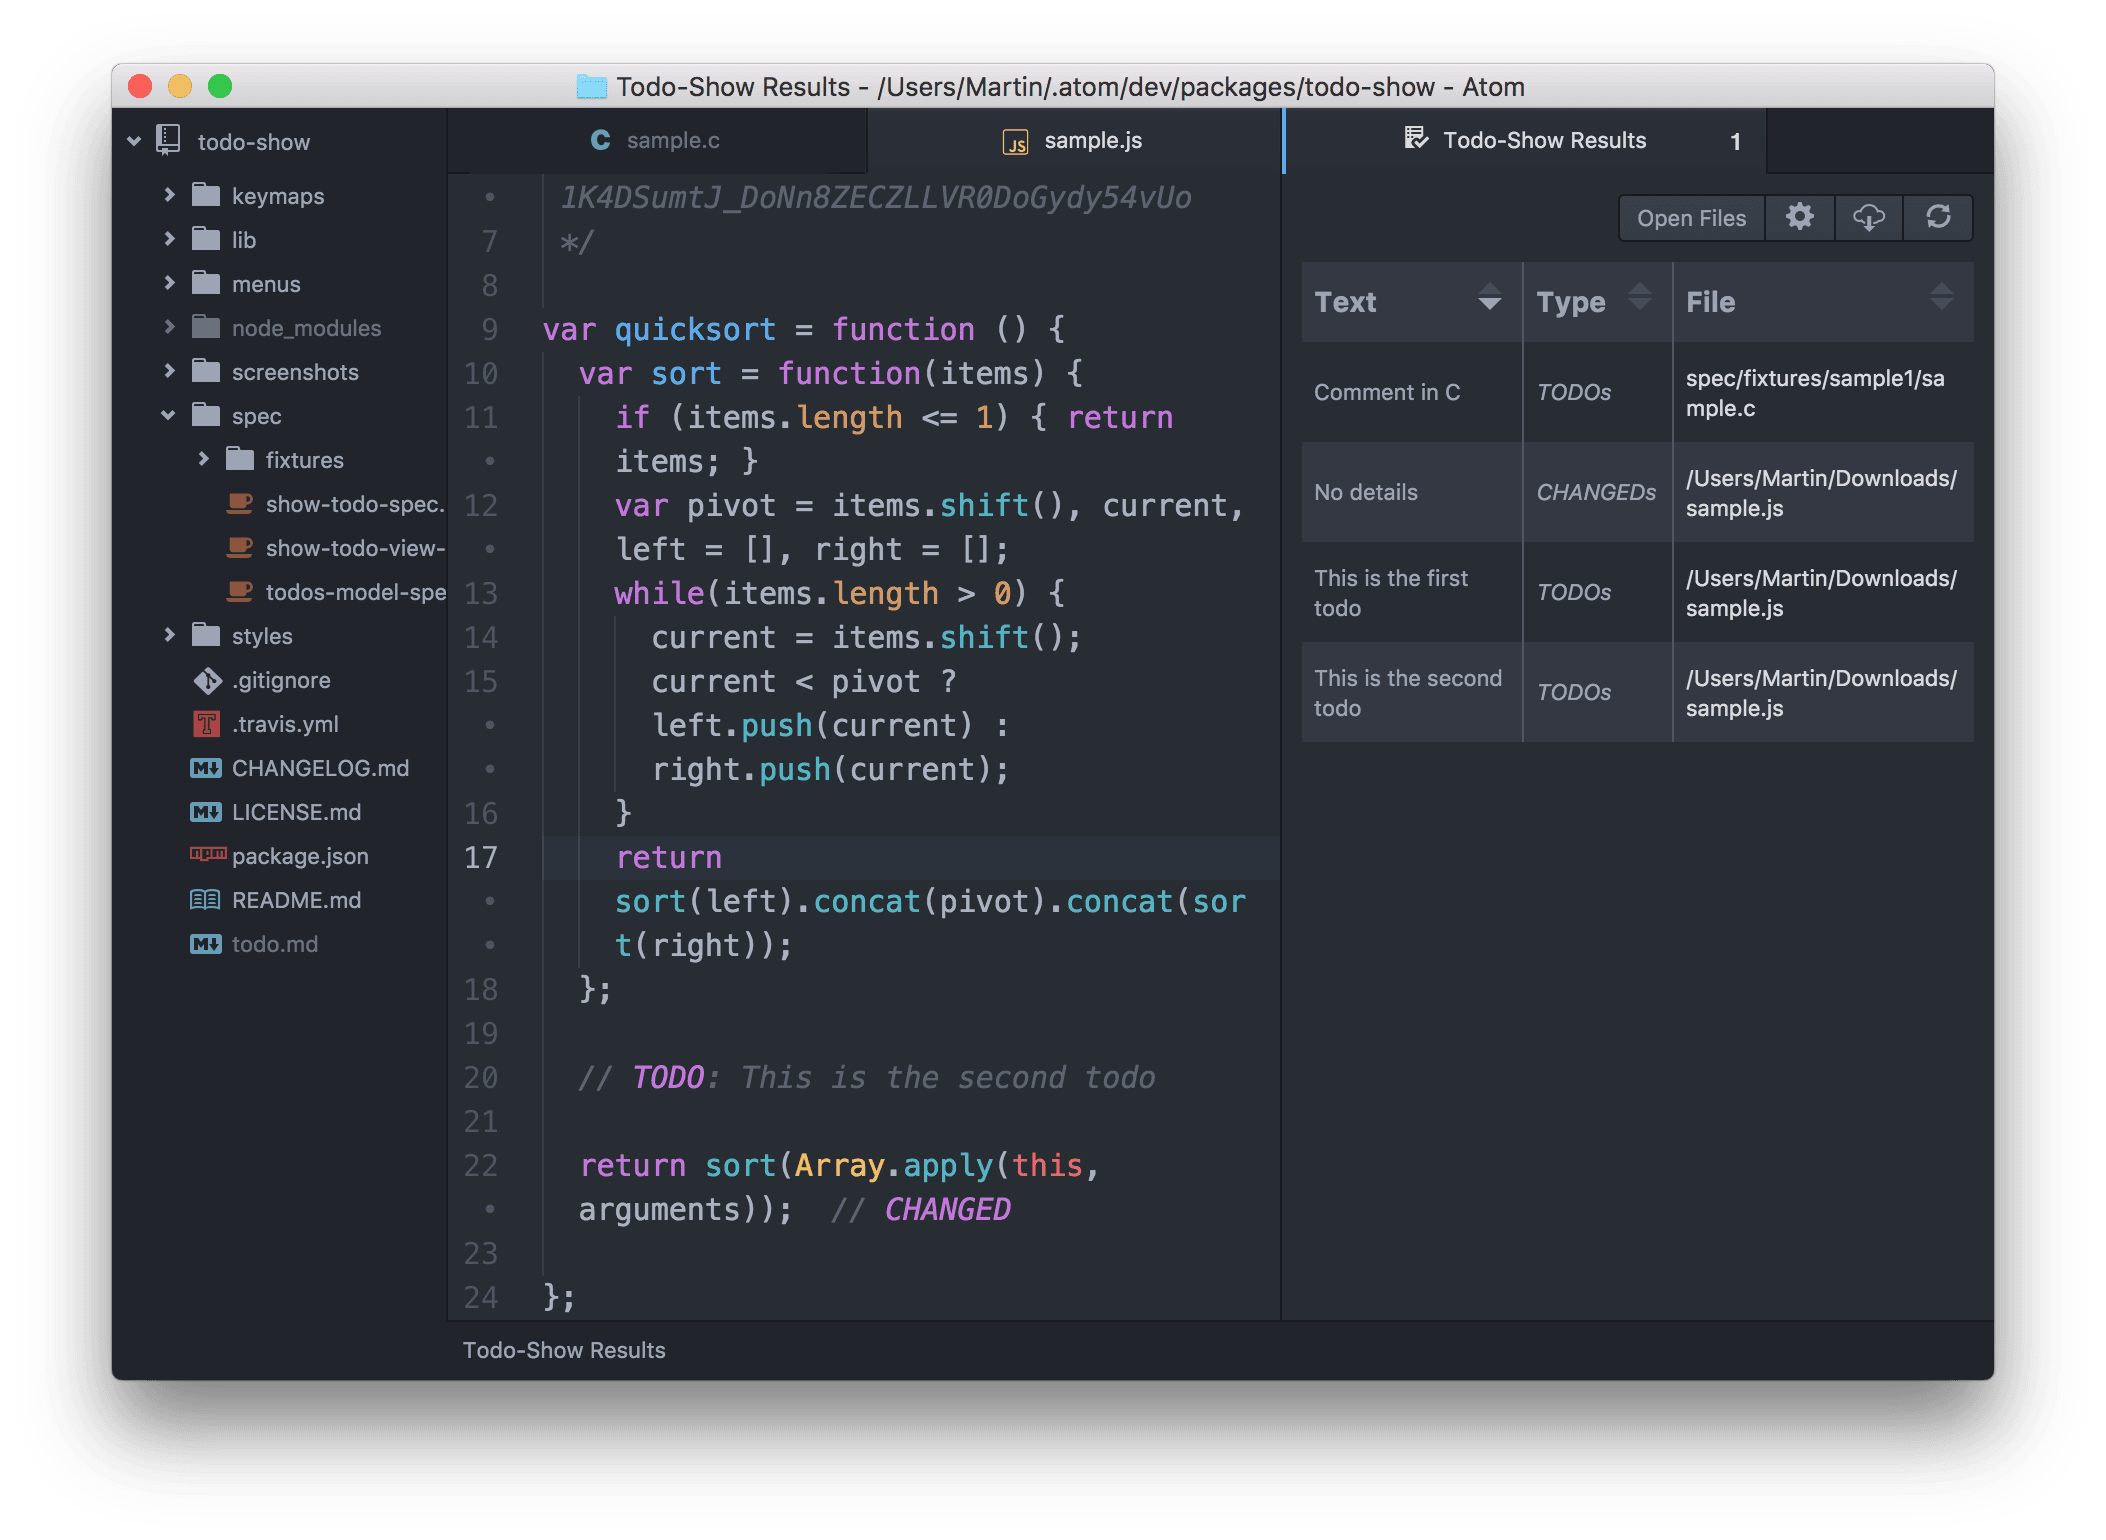 Todo-Show Results - /Users/Martin/.atom/dev/packages/todo-show - Atom
todo-show
keymaps
lib
menus
node_modules
screenshots
spec
fixtures
show-todo-spec.
show-todo-view-
todos-model-spe
styles
.gitignore
.travis.yml
CHANGELOG.md
LICENSE.md
package.json
README.md
todo.md
sample.c
sample.js
• 1K4DSumtJ_DoNn8ZECZLLVR0DoGydy54vUo
7 */
8
9 var quicksort = function () {
10 var sort = function(items) {
11 if (items.length <= 1) { return
• items; }
12 var pivot = items.shift(), current,
• left = [], right = [];
13 while(items.length > 0) {
14 current = items.shift();
15 current < pivot ?
• left.push(current) :
• right.push(current);
16 }
17 return
• sort(left).concat(pivot).concat(sor
• t(right));
18 };
19
20 // TODO: This is the second todo
21
22 return sort(Array.apply(this,
• arguments)); // CHANGED
23
24 };
Todo-Show Results 1
Open Files
Text Type File
Comment in C TODOs spec/fixtures/sample1/sa
mple.c
No details CHANGEDs /Users/Martin/Downloads/
sample.js
This is the first TODOs /Users/Martin/Downloads/
todo sample.js
This is the second TODOs /Users/Martin/Downloads/
todo sample.js
Todo-Show Results